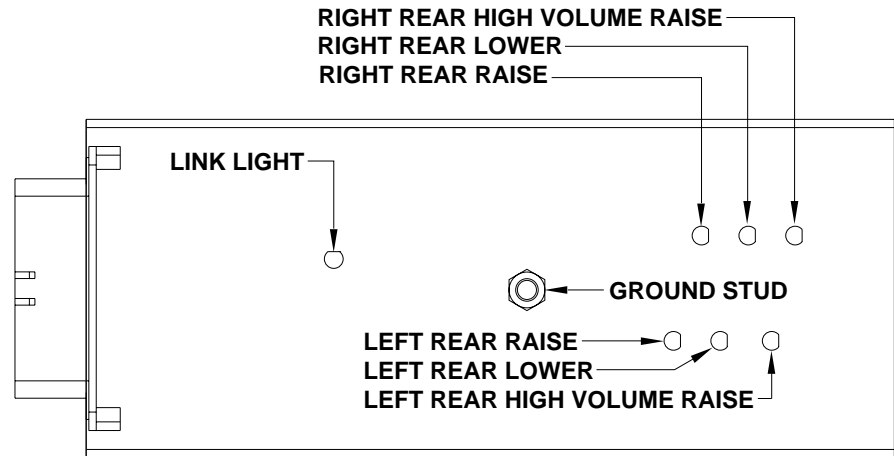 RIGHT REAR HIGH VOLUME RAISE
RIGHT REAR LOWER
RIGHT REAR RAISE
LINK LIGHT
GROUND STUD
LEFT REAR RAISE
LEFT REAR LOWER
LEFT REAR HIGH VOLUME RAISE